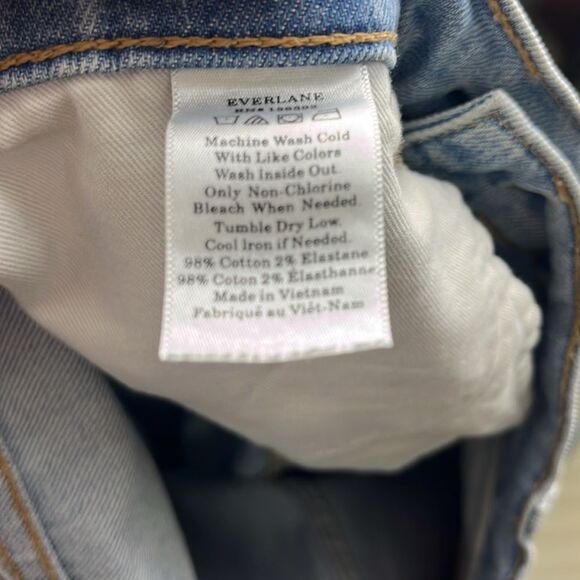 EVERLANE
Machine Wash Cold
With Like Colors
Wash Inside Out.
Only Non-Chlorine
Bleach When Needed.
Tumble Dry Low.
Cool Iron if Needed.
98% Cotton 2% Elastane
98% Coton 2% Élasthanne
Made in Vietnam
Fabriqué au Viêt-Nam